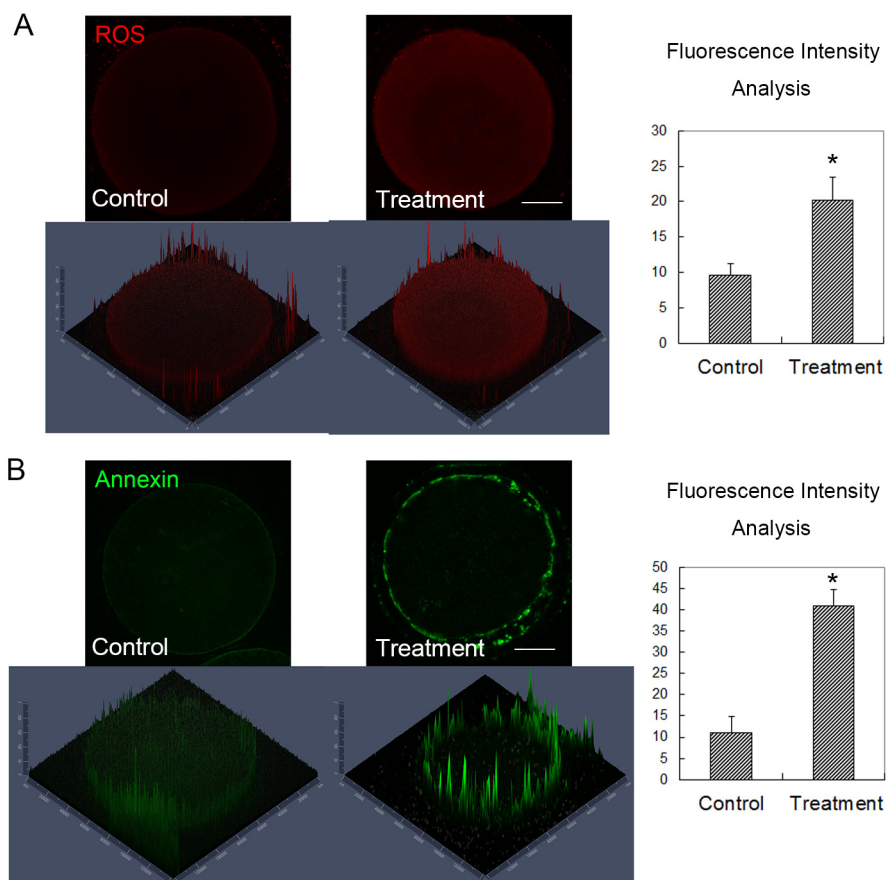 A
ROS
Control
Treatment
Fluorescence Intensity
Analysis
30
25
20
15
10
5
0
*
Control
Treatment
B
Annexin
Control
Treatment
Fluorescence Intensity
Analysis
50
45
40
35
30
25
20
15
10
5
0
*
Control
Treatment